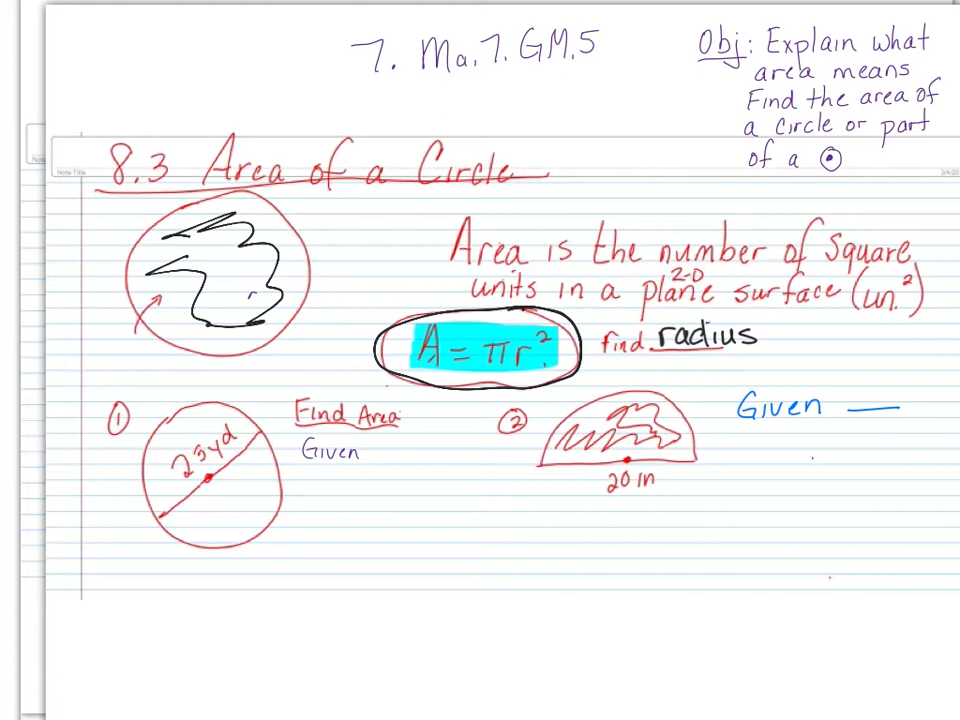 7. Ma.7.GM.5
Obj: Explain what
area means
Find the area of
a circle or part
of a ⊙
Note Title
8.3 Area of a Circle
Area is the number of square
2-D
units in a plane surface (un.²)
r
A = πr²
find radius
① Find Area
Given
23yd
②
20 in
Given